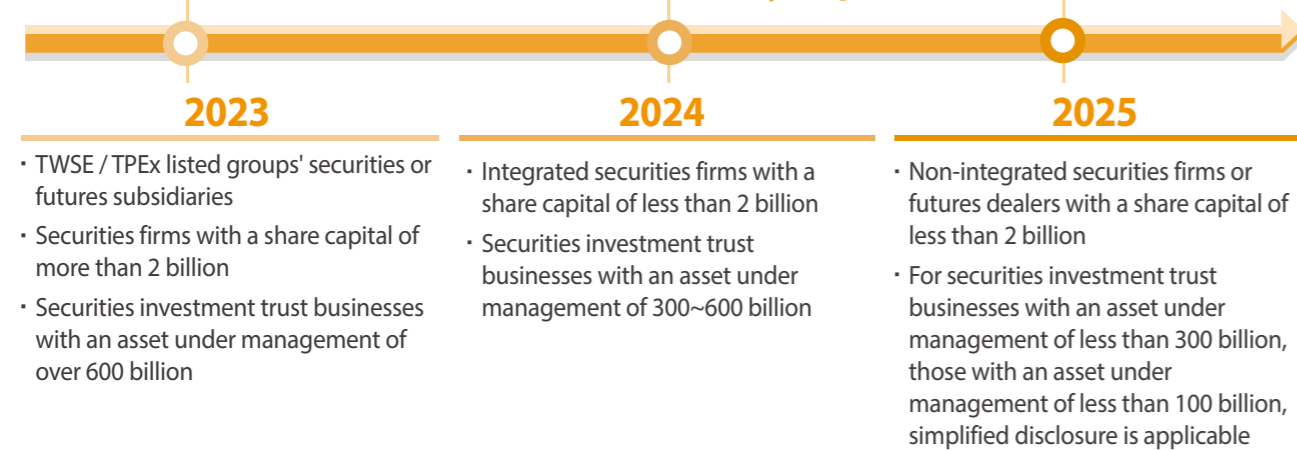 2023
· TWSE / TPEx listed groups' securities or
futures subsidiaries
· Securities firms with a share capital of
more than 2 billion
· Securities investment trust businesses
with an asset under management of
over 600 billion
2024
· Integrated securities firms with a
share capital of less than 2 billion
· Securities investment trust
businesses with an asset under
management of 300~600 billion
2025
· Non-integrated securities firms or
futures dealers with a share capital of
less than 2 billion
· For securities investment trust
businesses with an asset under
management of less than 300 billion,
those with an asset under
management of less than 100 billion,
simplified disclosure is applicable